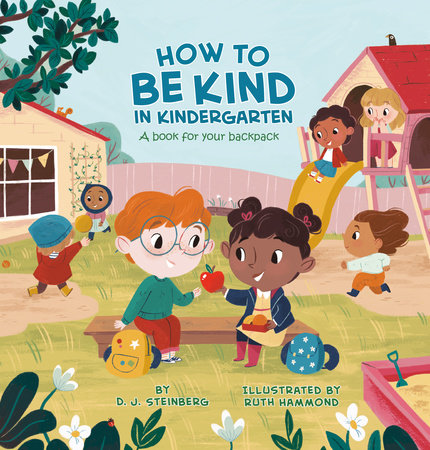 HOW TO
BE KIND
IN KINDERGARTEN
A book for your backpack
BY
D. J. STEINBERG
ILLUSTRATED BY
RUTH HAMMOND